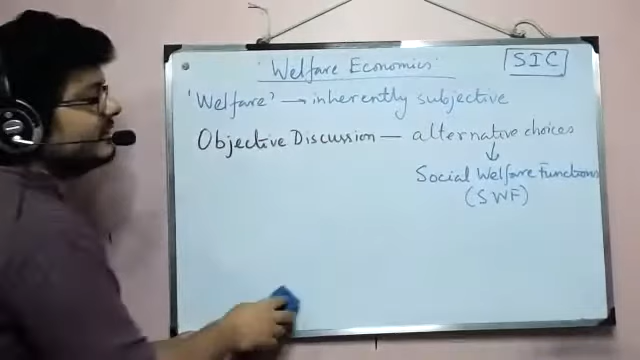 Welfare Economics
SIC
'Welfare' → inherently subjective
Objective Discussion — alternative choices
↓
Social Welfare Functions
(SWF)